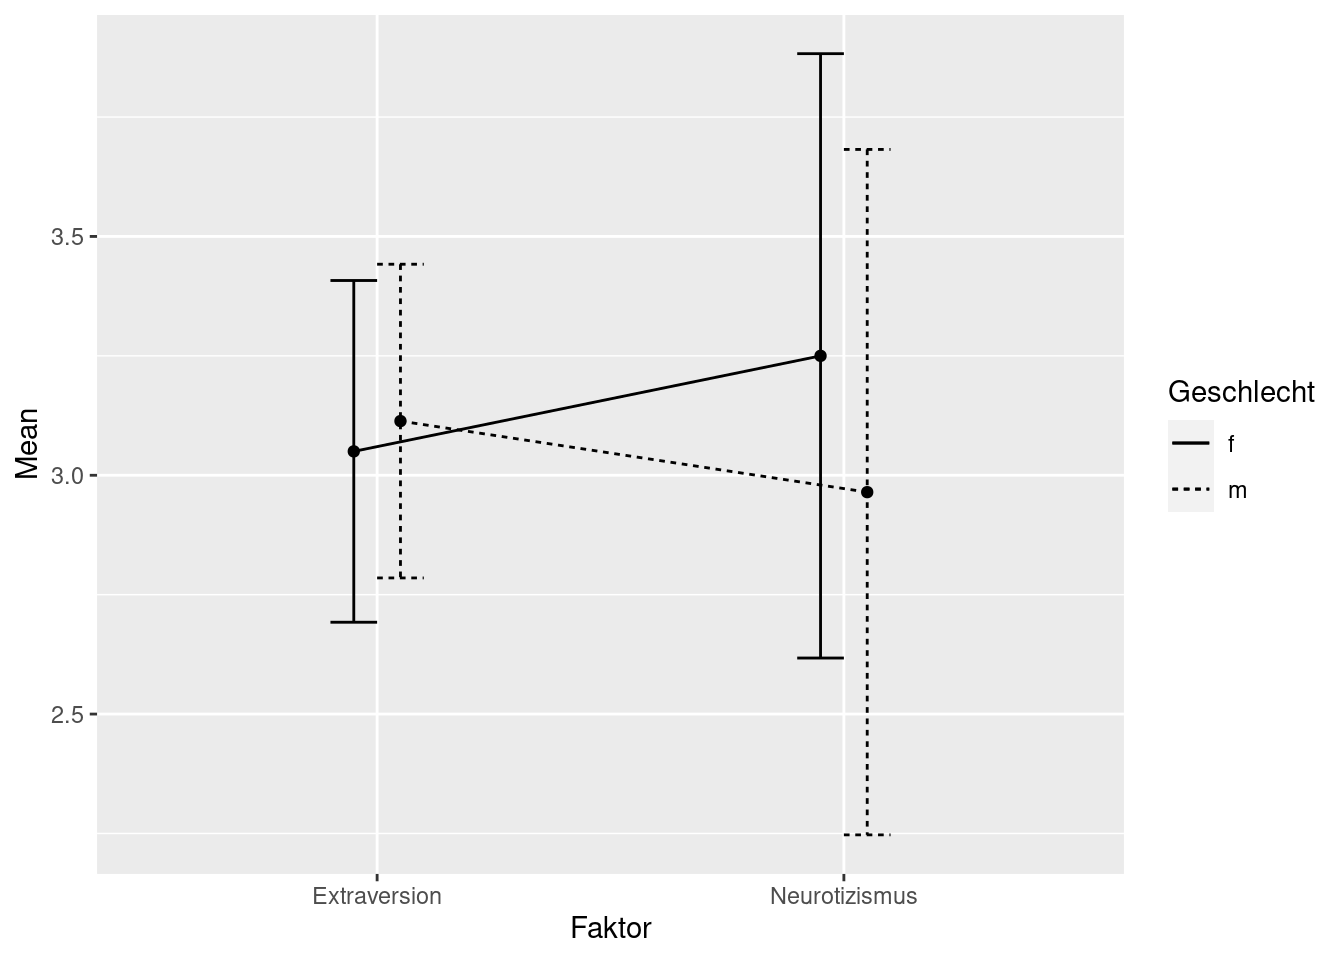 Mean
3.5
3.0
2.5
Extraversion
Neurotizismus
Faktor
Geschlecht
f
m